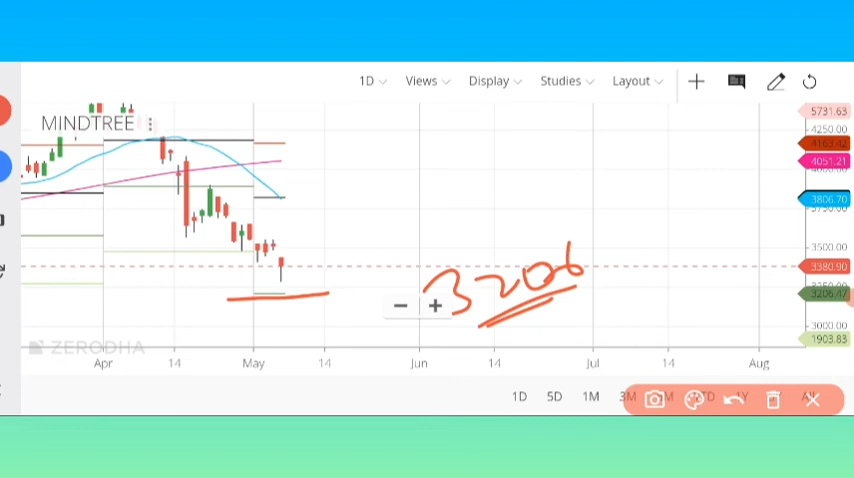 1D Views Display Studies Layout
MINDTREE
5731.63
4250.00
4163.42
4051.21
3806.70
3750.00
3500.00
3380.90
3206.47
3000.00
1903.83
3206
ZERODHA
Apr 14 May 14 Jun 14 Jul 14 Aug
1D 5D 1M 3M